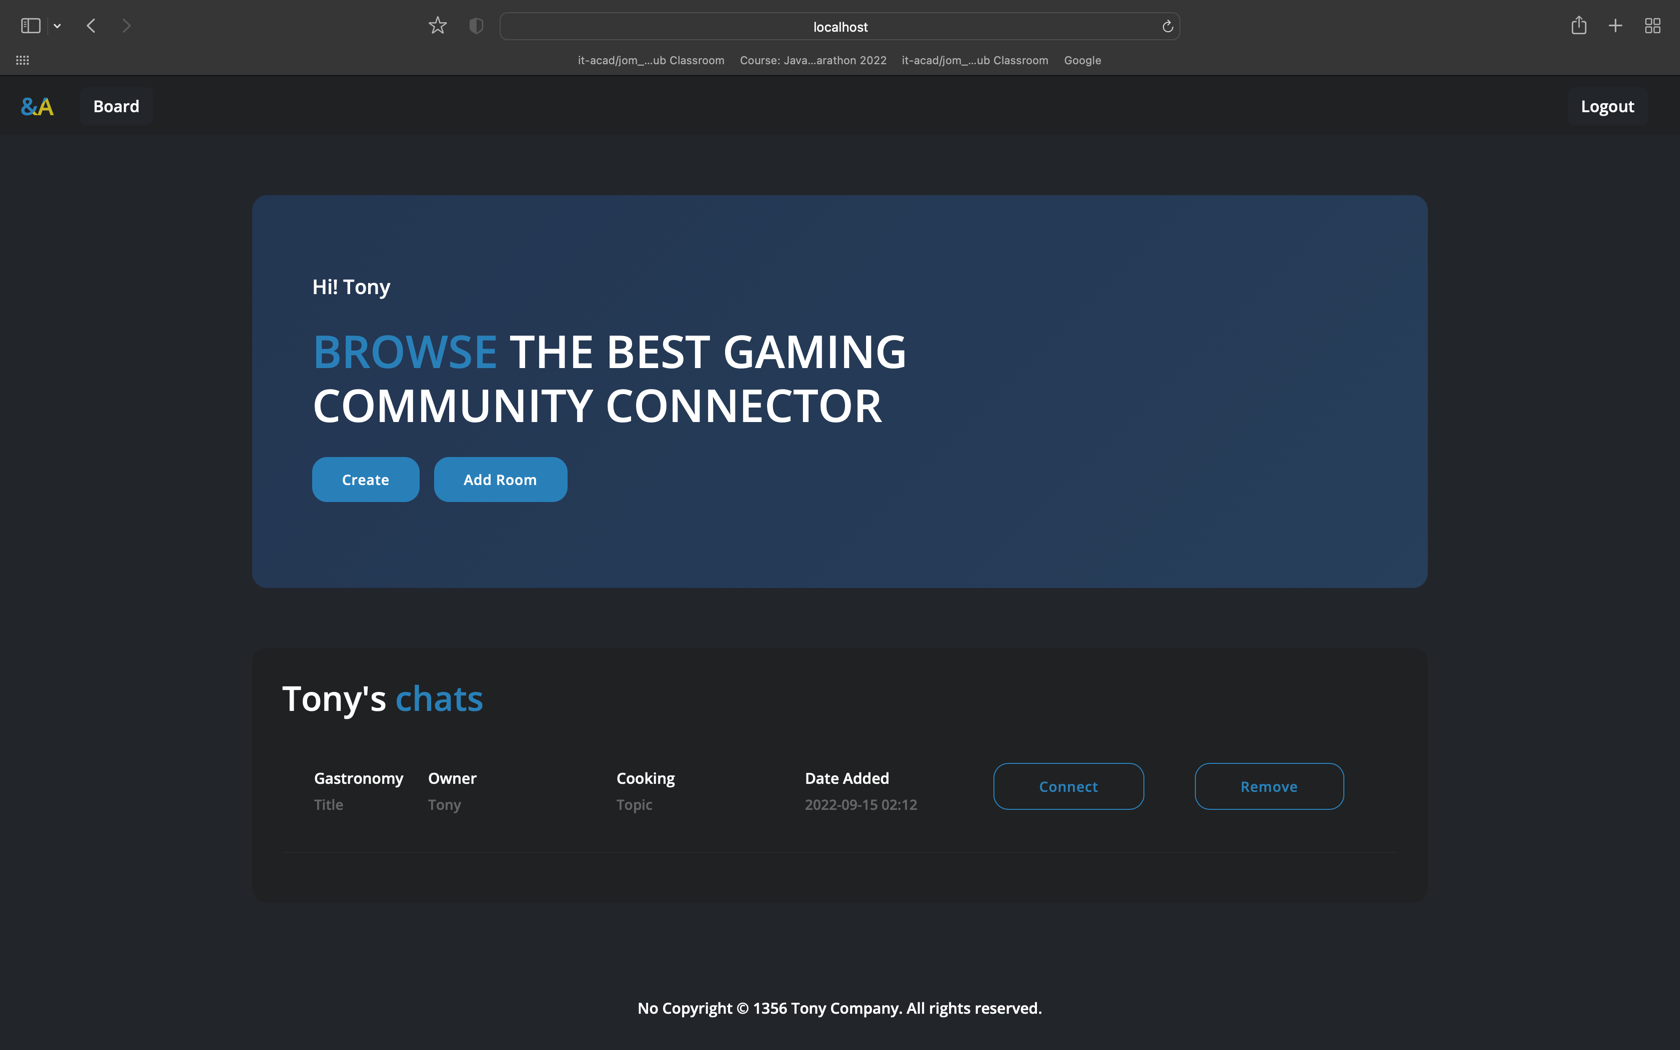 localhost
it-acad/jom_...ub Classroom Course: Java...arathon 2022 it-acad/jom_...ub Classroom Google
&A Board Logout
Hi! Tony
BROWSE THE BEST GAMING
COMMUNITY CONNECTOR
Create Add Room
Tony's chats
Gastronomy Owner Cooking Date Added
Title Tony Topic 2022-09-15 02:12
Connect Remove
No Copyright © 1356 Tony Company. All rights reserved.